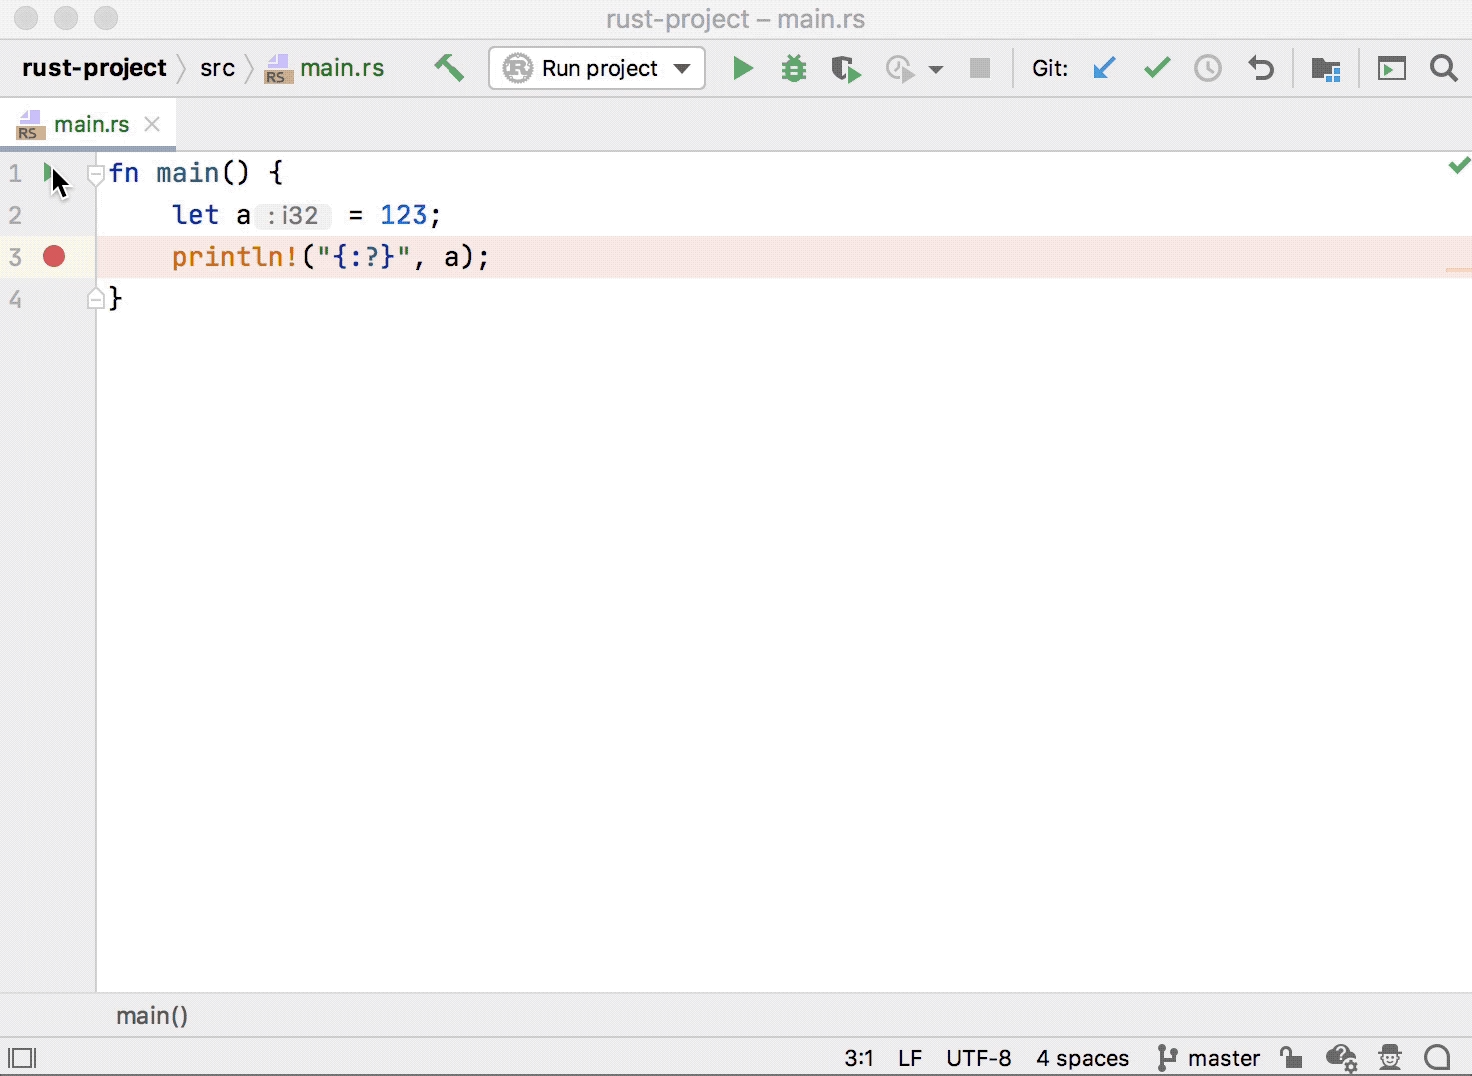 rust-project – main.rs
rust-project src RS main.rs Run project Git:
RS main.rs
1 fn main() {
2 let a : i32 = 123;
3 println!("{:?}", a);
4 }
main()
3:1 LF UTF-8 4 spaces master